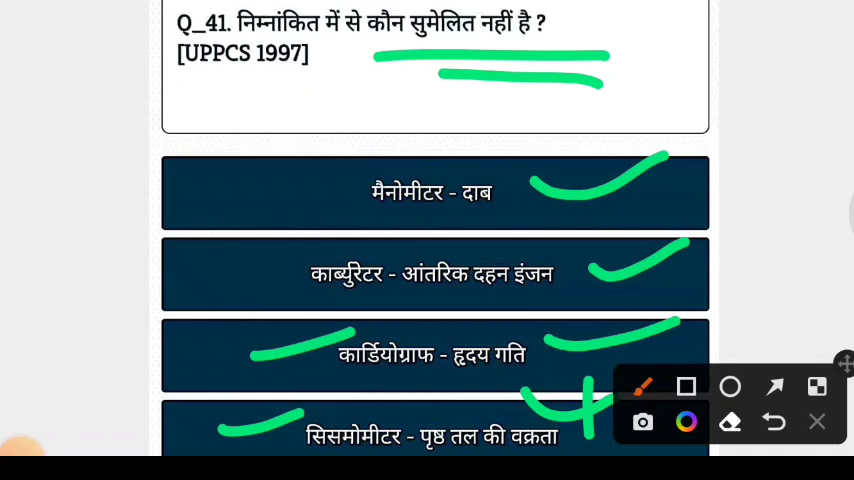 Q_41. निम्नांकित में से कौन सुमेलित नहीं है ?
[UPPCS 1997]
मैनोमीटर - दाब
कार्ब्युरेटर - आंतरिक दहन इंजन
कार्डियोग्राफ - हृदय गति
सिसमोमीटर - पृष्ठ तल की वक्रता